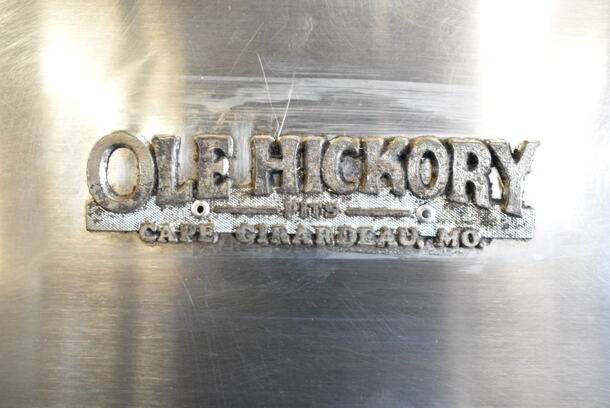 OLE HICKORY
PITS
CAPE GIRARDEAU, MO.